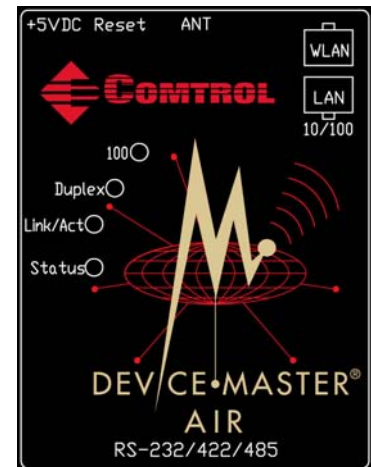 +5VDC Reset ANT
WLAN
COMTROL
LAN
10/100
100
Duplex
Link/Act
Status
DEVICE•MASTER®
AIR
RS-232/422/485